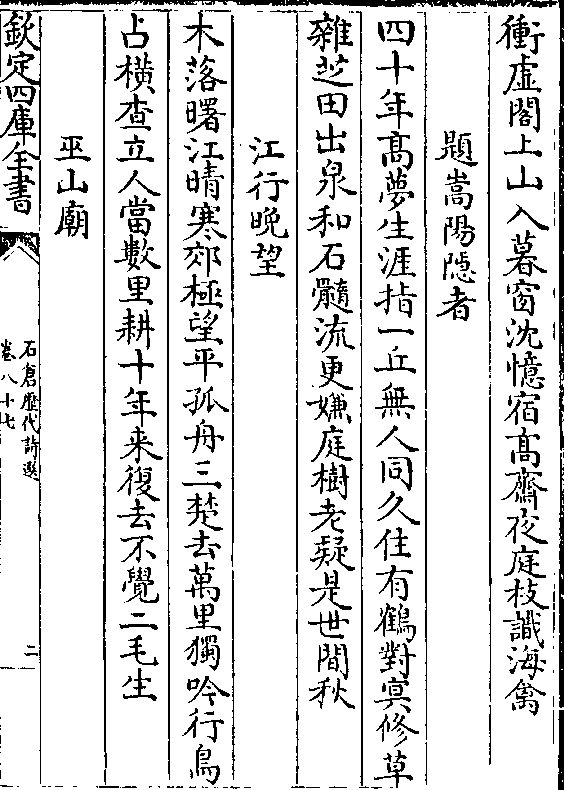 衝虛閣上山入暮窗沈憶宿髙齋夜庭枝識海禽
題嵩陽隠者
四十年髙夢生涯指一丘無人同久住有鶴對㝠修草
雜芝田出泉和石髓流更嫌庭樹老疑是世間秋
江行晩望
木落曙江晴寒郊極望平孤舟三楚去萬里獨吟行鳥
占横查立人當數里耕十年来復去不覺二毛生
巫山廟
欽定四庫全書
石倉歴代詩選
卷八十七
二